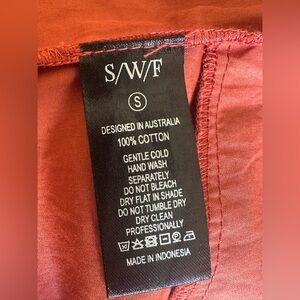 S/W/F
S
DESIGNED IN AUSTRALIA
100% COTTON
GENTLE COLD
HAND WASH
SEPARATELY
DO NOT BLEACH
DRY FLAT IN SHADE
DO NOT TUMBLE DRY
DRY CLEAN
PROFESSIONALLY
MADE IN INDONESIA